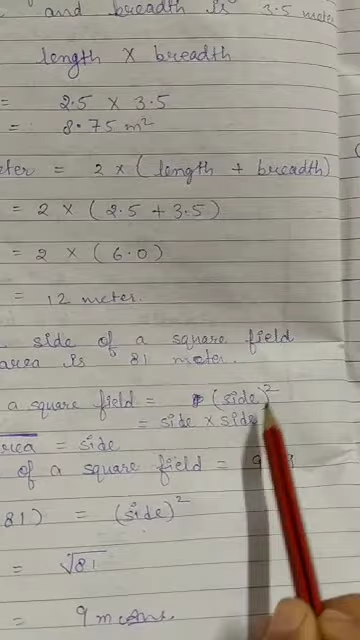 and breadth is 3.5 meter
length × breadth
= 2.5 × 3.5
= 8.75 m²
meter = 2 × (length + breadth)
= 2 × (2.5 + 3.5)
= 2 × (6.0)
= 12 meter.
side of a square field
area is 81 meter.
a square field = (side)²
= side × side
area = side
of a square field =
81) = (side)²
= √81
= 9